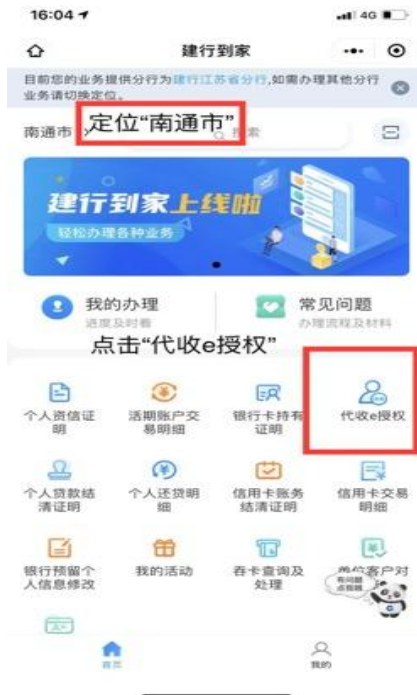 16:04
4G
建行到家
目前您的业务提供分行为建行江苏省分行,如需办理其他分行
业务请切换定位。
南通市
定位“南通市”
搜索
建行到家上线啦
轻松办理各种业务
我的办理
进度及时看
常见问题
办理流程及材料
点击“代收e授权”
个人资信证
明
活期账户交
易明细
银行卡持有
证明
代收e授权
个人贷款结
清证明
个人还贷明
细
信用卡账务
结清证明
信用卡交易
明细
银行预留个
人信息修改
我的活动
吞卡查询及
处理
单位客户对
有问题
点我哦
首页
我的